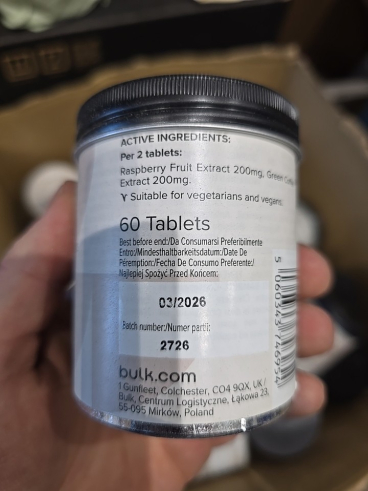 ACTIVE INGREDIENTS:
Per 2 tablets:
Raspberry Fruit Extract 200mg, Green
Extract 200mg.
Suitable for vegetarians and vegans
60 Tablets
Best before end:/Da Consumarsi Preferibilmente
Entro:/Mindesthaltbarkeitsdatum:/Date De
Péremption:/Fecha De Consumo Preferente:/
Najlepiej Spożyć Przed Końcem:
03/2026
Batch number:/Numer partii:
2726
bulk.com
1 Gunfleet, Colchester, CO4 9QX, UK /
Bulk, Centrum Logistyczne, Łąkowa 23,
55-095 Mirków, Poland